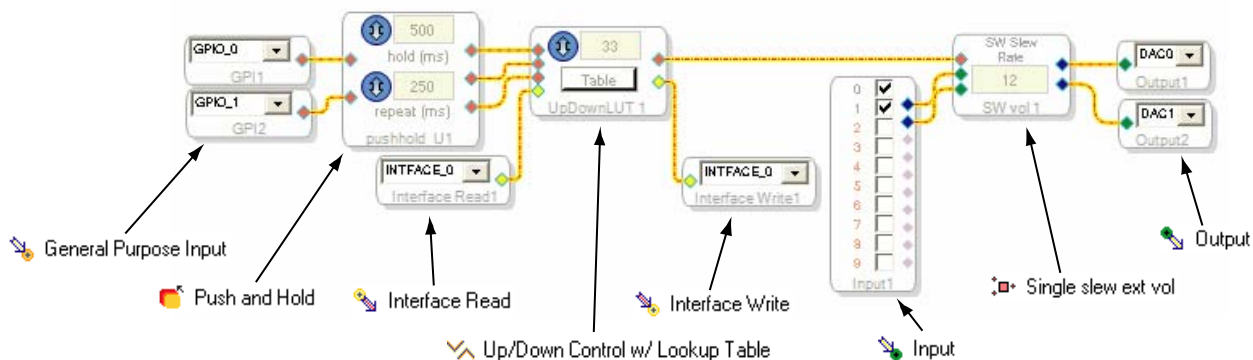 GPIO_0
GPI1
GPIO_1
GPI2
500
hold (ms)
250
repeat (ms)
pushhold U1
33
Table
UpDownLUT 1
INTFACE_0
Interface Read1
INTFACE_0
Interface Write1
0
1
2
3
4
5
6
7
8
9
Input1
SW Slew
Rate
12
SW vol 1
DAC0
Output1
DAC1
Output2
General Purpose Input
Push and Hold
Interface Read
Up/Down Control w/ Lookup Table
Interface Write
Input
Single slew ext vol
Output